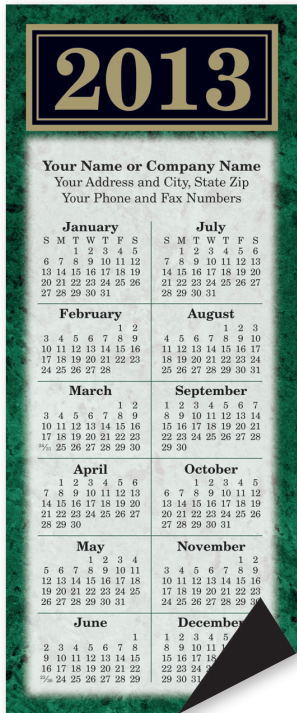 2013
Your Name or Company Name
Your Address and City, State Zip
Your Phone and Fax Numbers
January
S M T W T F S
1 2 3 4 5
6 7 8 9 10 11 12
13 14 15 16 17 18 19
20 21 22 23 24 25 26
27 28 29 30 31
February
1 2
3 4 5 6 7 8 9
10 11 12 13 14 15 16
17 18 19 20 21 22 23
24 25 26 27 28
March
1 2
3 4 5 6 7 8 9
10 11 12 13 14 15 16
17 18 19 20 21 22 23
24/31 25 26 27 28 29 30
April
1 2 3 4 5 6
7 8 9 10 11 12 13
14 15 16 17 18 19 20
21 22 23 24 25 26 27
28 29 30
May
1 2 3 4
5 6 7 8 9 10 11
12 13 14 15 16 17 18
19 20 21 22 23 24 25
26 27 28 29 30 31
June
1
2 3 4 5 6 7 8
9 10 11 12 13 14 15
16 17 18 19 20 21 22
23/30 24 25 26 27 28 29
July
S M T W T F S
1 2 3 4 5 6
7 8 9 10 11 12 13
14 15 16 17 18 19 20
21 22 23 24 25 26 27
28 29 30 31
August
1 2 3
4 5 6 7 8 9 10
11 12 13 14 15 16 17
18 19 20 21 22 23 24
25 26 27 28 29 30 31
September
1 2 3 4 5 6 7
8 9 10 11 12 13 14
15 16 17 18 19 20 21
22 23 24 25 26 27 28
29 30
October
1 2 3 4 5
6 7 8 9 10 11 12
13 14 15 16 17 18 19
20 21 22 23 24 25 26
27 28 29 30 31
November
1 2
3 4 5 6 7 8 9
10 11 12 13 14 15 16
17 18 19 20 21 22 23
24 25 26 27 28 29 30
December
1 2 3 4 5
8 9 10 11
15 16 17 18
22 23 24
29 30 31